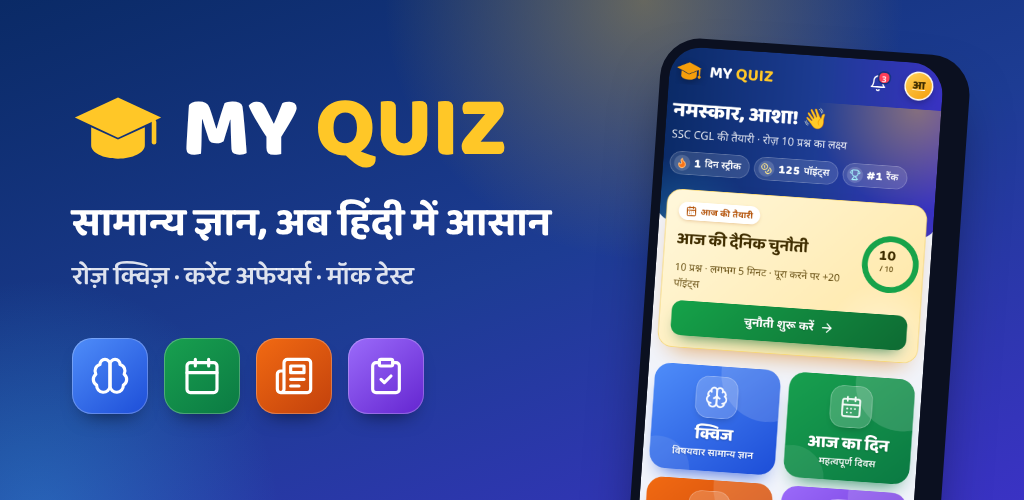 MY QUIZ
सामान्य ज्ञान, अब हिंदी में आसान
रोज़ क्विज़ · करेंट अफेयर्स · मॉक टेस्ट
MY QUIZ
3
आ
नमस्कार, आशा! 👋
SSC CGL की तैयारी · रोज़ 10 प्रश्न का लक्ष्य
1 दिन स्ट्रीक
125 पॉइंट्स
#1 रैंक
आज की तैयारी
आज की दैनिक चुनौती
10 प्रश्न · लगभग 5 मिनट · पूरा करने पर +20
पॉइंट्स
10
/ 10
चुनौती शुरू करें →
क्विज
विषयवार सामान्य ज्ञान
आज का दिन
महत्वपूर्ण दिवस